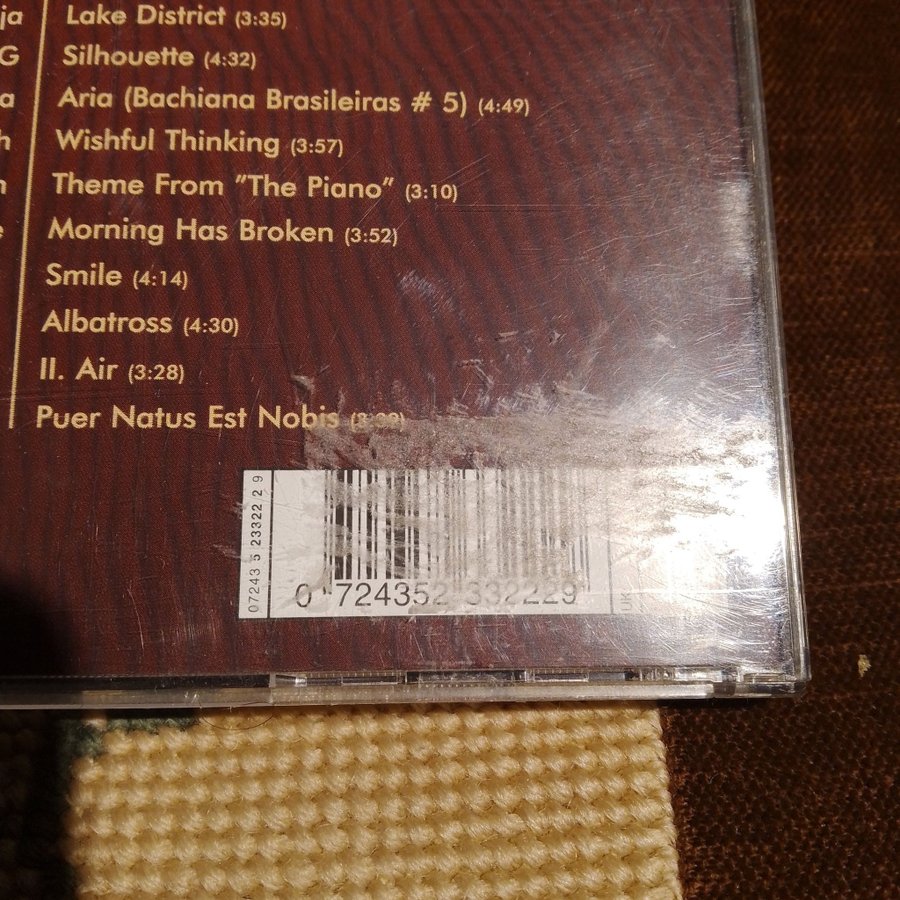 ja Lake District (3:35)
G Silhouette (4:32)
a Aria (Bachiana Brasileiras # 5) (4:49)
h Wishful Thinking (3:57)
n Theme From "The Piano" (3:10)
e Morning Has Broken (3:52)
Smile (4:14)
Albatross (4:30)
II. Air (3:28)
Puer Natus Est Nobis
07243 5 23322 2 9
0 724352 332229
UK